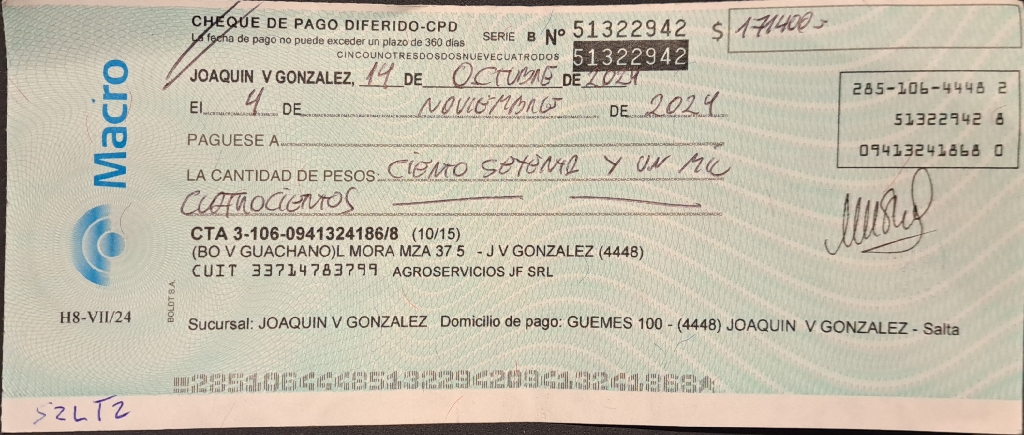 CHEQUE DE PAGO DIFERIDO-CPD
La fecha de pago no puede exceder un plazo de 360 días
SERIE B Nº 51322942
$ 171400-
CINCOUNOTRESDOSDOSNUEVECUATRODOS
51322942
JOAQUIN V GONZALEZ, 14 DE OCTUBRE DE 2024
El 4 DE NOVIEMBRE DE 2024
PAGUESE A
LA CANTIDAD DE PESOS: CIENTO SETENTA Y UN MIL
CUATROCIENTOS
285-106-4448 2
51322942 8
09413241868 0
CTA 3-106-0941324186/8 (10/15)
(BO V GUACHANO)L MORA MZA 37 5 - J V GONZALEZ (4448)
CUIT 33714783799 AGROSERVICIOS JF SRL
Macro
H8-VII/24
BOLDT S.A.
Sucursal: JOAQUIN V GONZALEZ Domicilio de pago: GUEMES 100 - (4448) JOAQUIN V GONZALEZ - Salta
28510644485132294209413241868